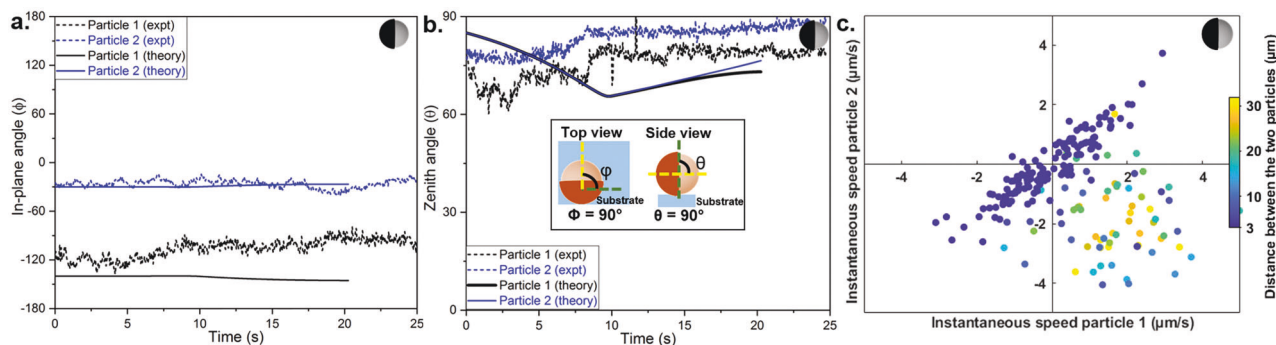 a.
Particle 1 (expt)
Particle 2 (expt)
Particle 1 (theory)
Particle 2 (theory)
In-plane angle (ϕ)
180
120
60
0
-60
-120
-180
0 5 10 15 20 25
Time (s)
b.
Zenith angle (θ)
90
60
30
0
Top view Side view
φ θ
Substrate Substrate
Φ = 90° θ = 90°
Particle 1 (expt)
Particle 2 (expt)
Particle 1 (theory)
Particle 2 (theory)
0 5 10 15 20 25
Time (s)
c.
Instantaneous speed particle 2 (µm/s)
4
2
-4 -2 2 4
-2
-4
Instantaneous speed particle 1 (µm/s)
30
20
10
3
Distance between the two particles (µm)